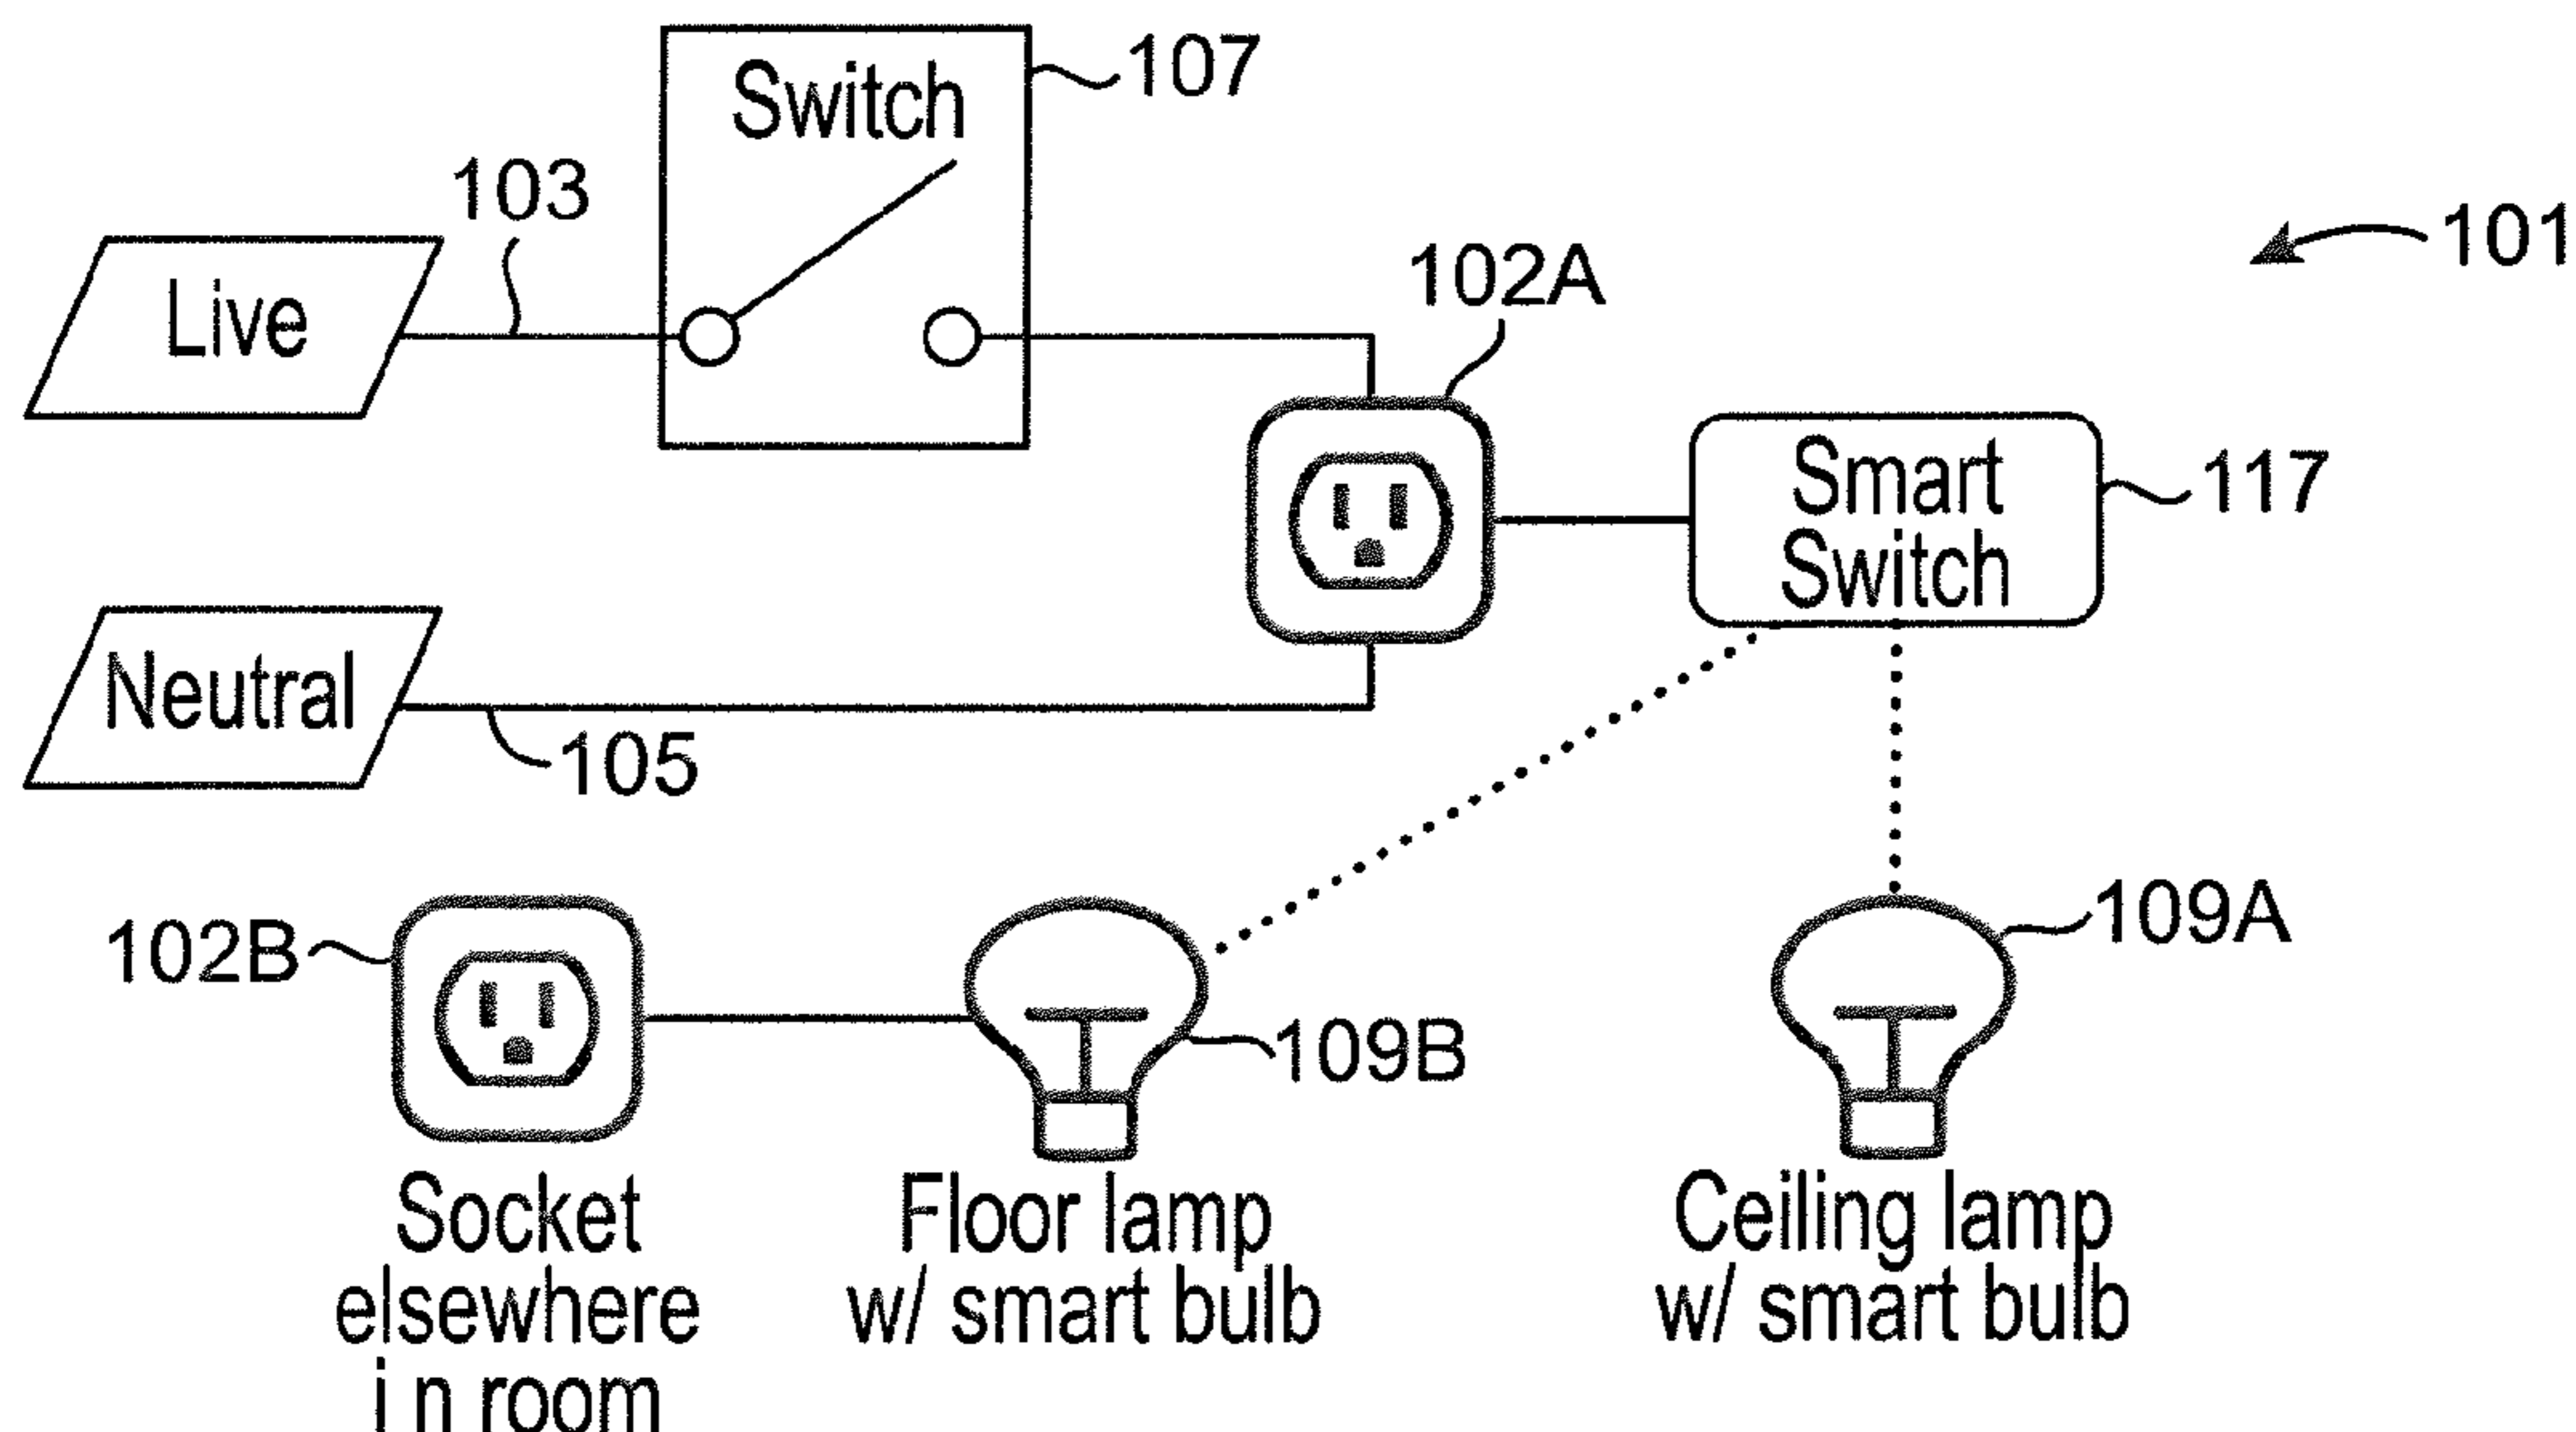 Switch
107
103
Live
101
102A
Smart
Switch
117
Neutral
105
102B
109A
109B
Socket
elsewhere
i n room
Floor lamp
w/ smart bulb
Ceiling lamp
w/ smart bulb